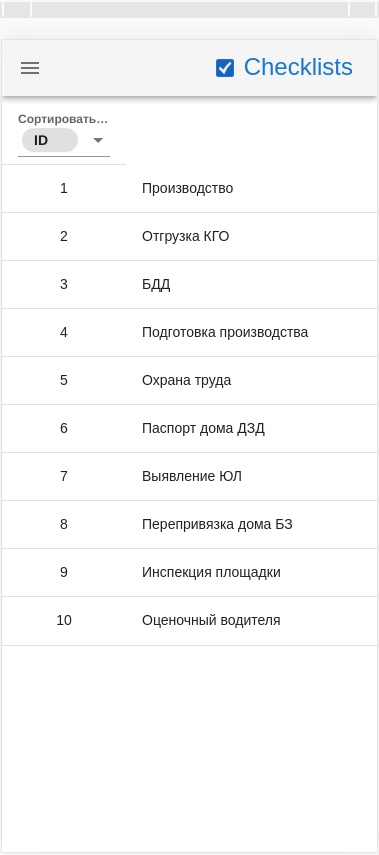 Checklists
Сортировать…
ID
1 Производство
2 Отгрузка КГО
3 БДД
4 Подготовка производства
5 Охрана труда
6 Паспорт дома ДЗД
7 Выявление ЮЛ
8 Перепривязка дома БЗ
9 Инспекция площадки
10 Оценочный водителя